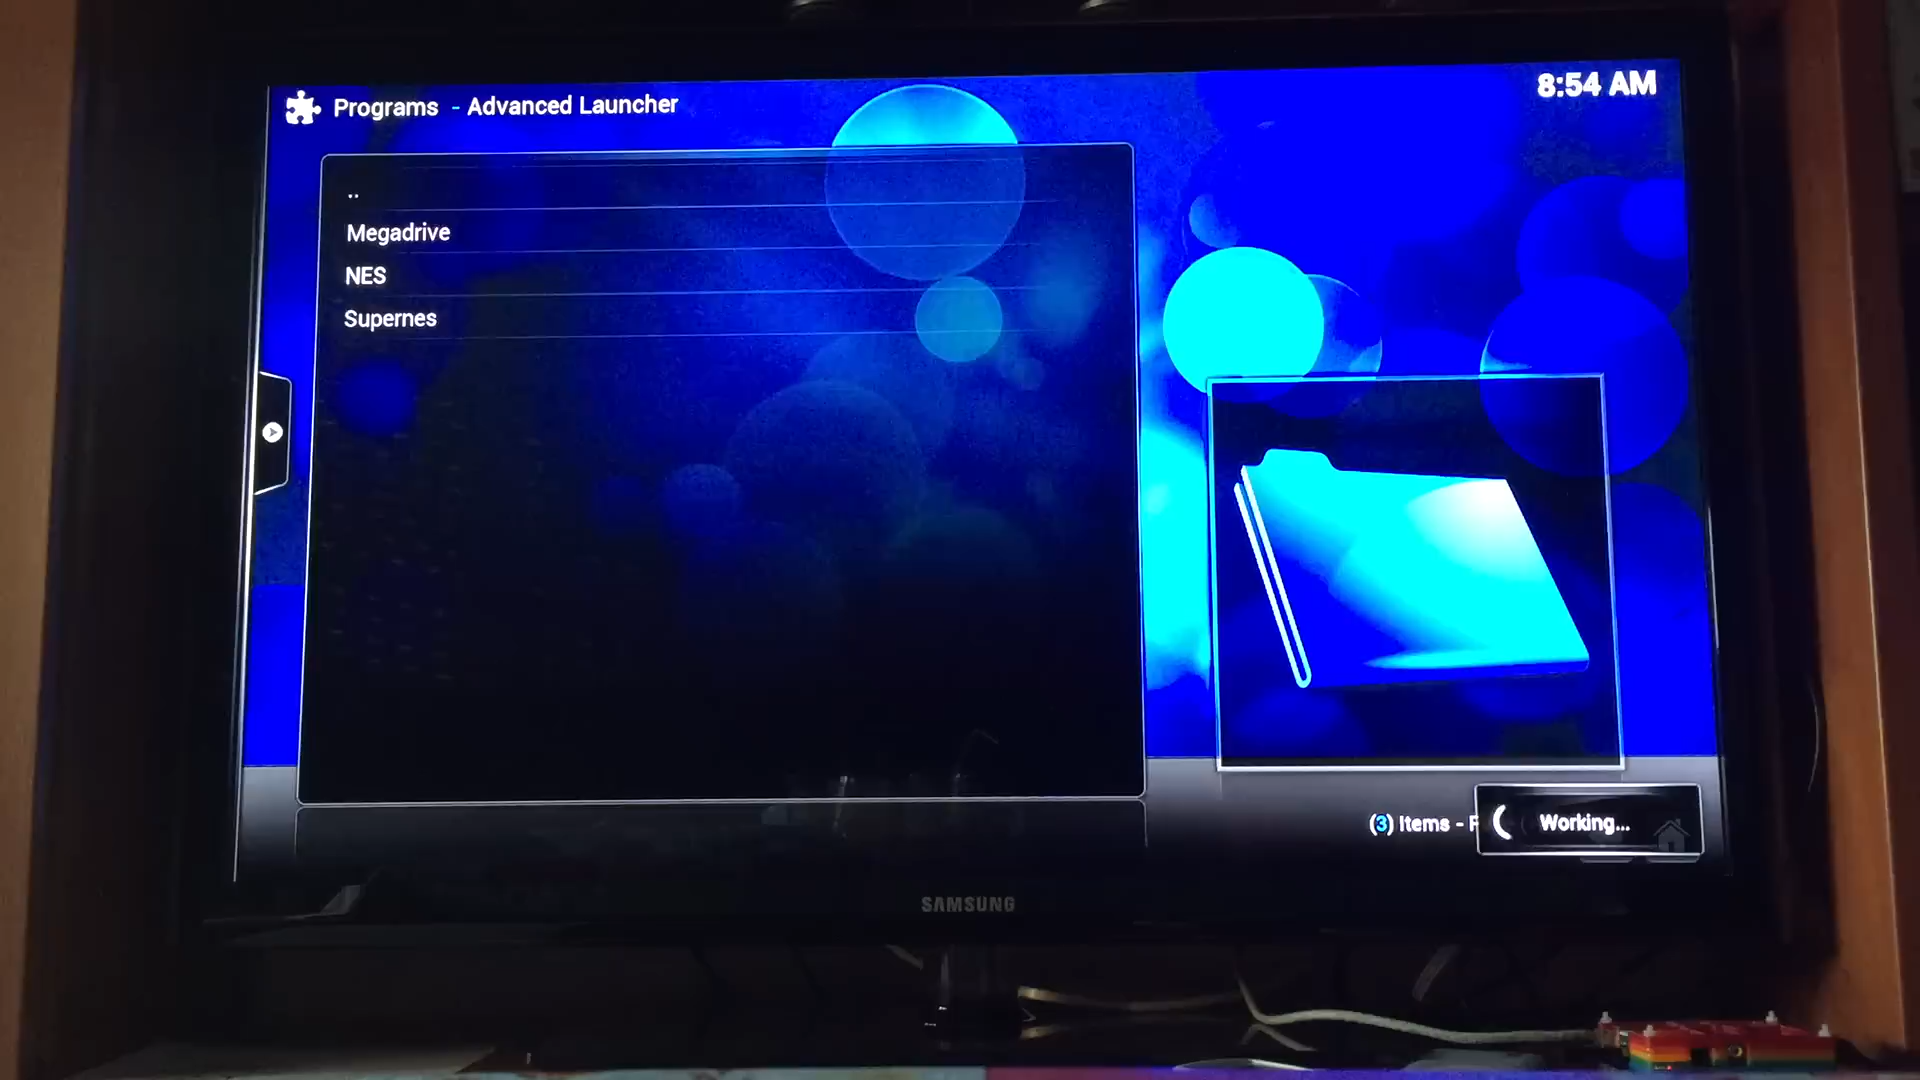 Programs - Advanced Launcher
8:54 AM
..
Megadrive
NES
Supernes
(3) Items -
Working...
SAMSUNG